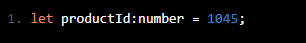 1. let productId:number = 1045;